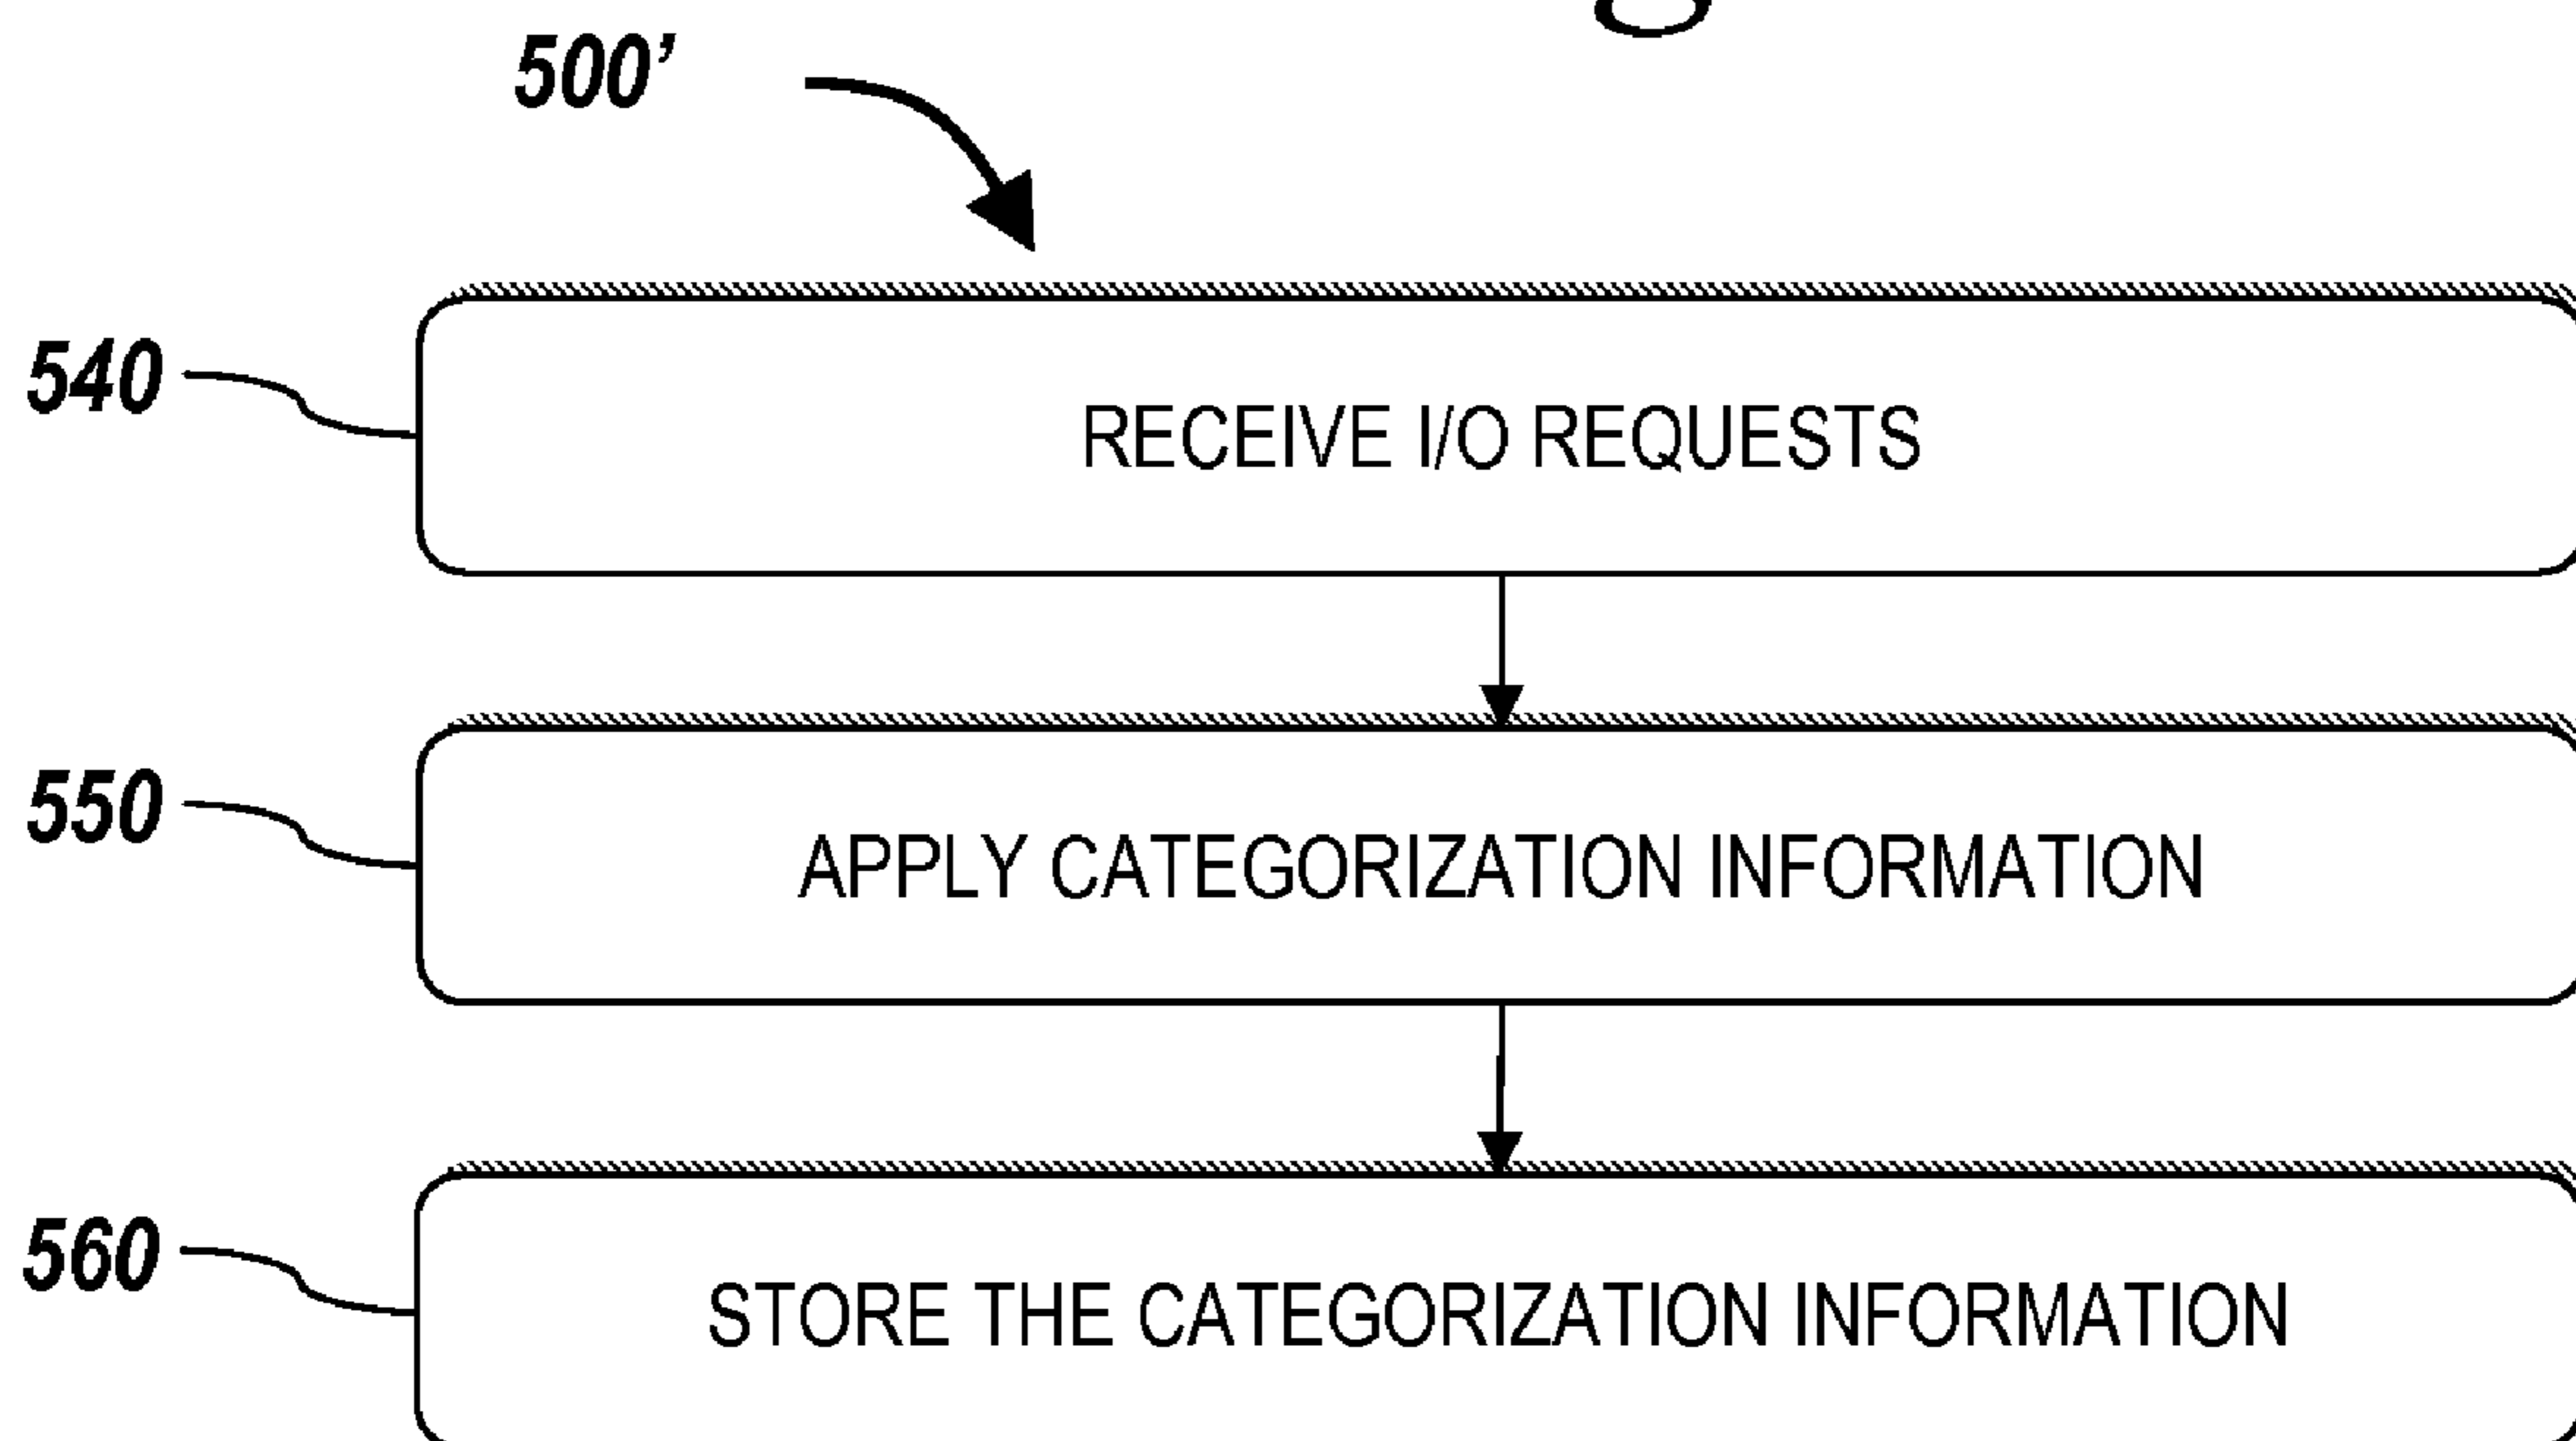 500’
540
RECEIVE I/O REQUESTS
550
APPLY CATEGORIZATION INFORMATION
560
STORE THE CATEGORIZATION INFORMATION